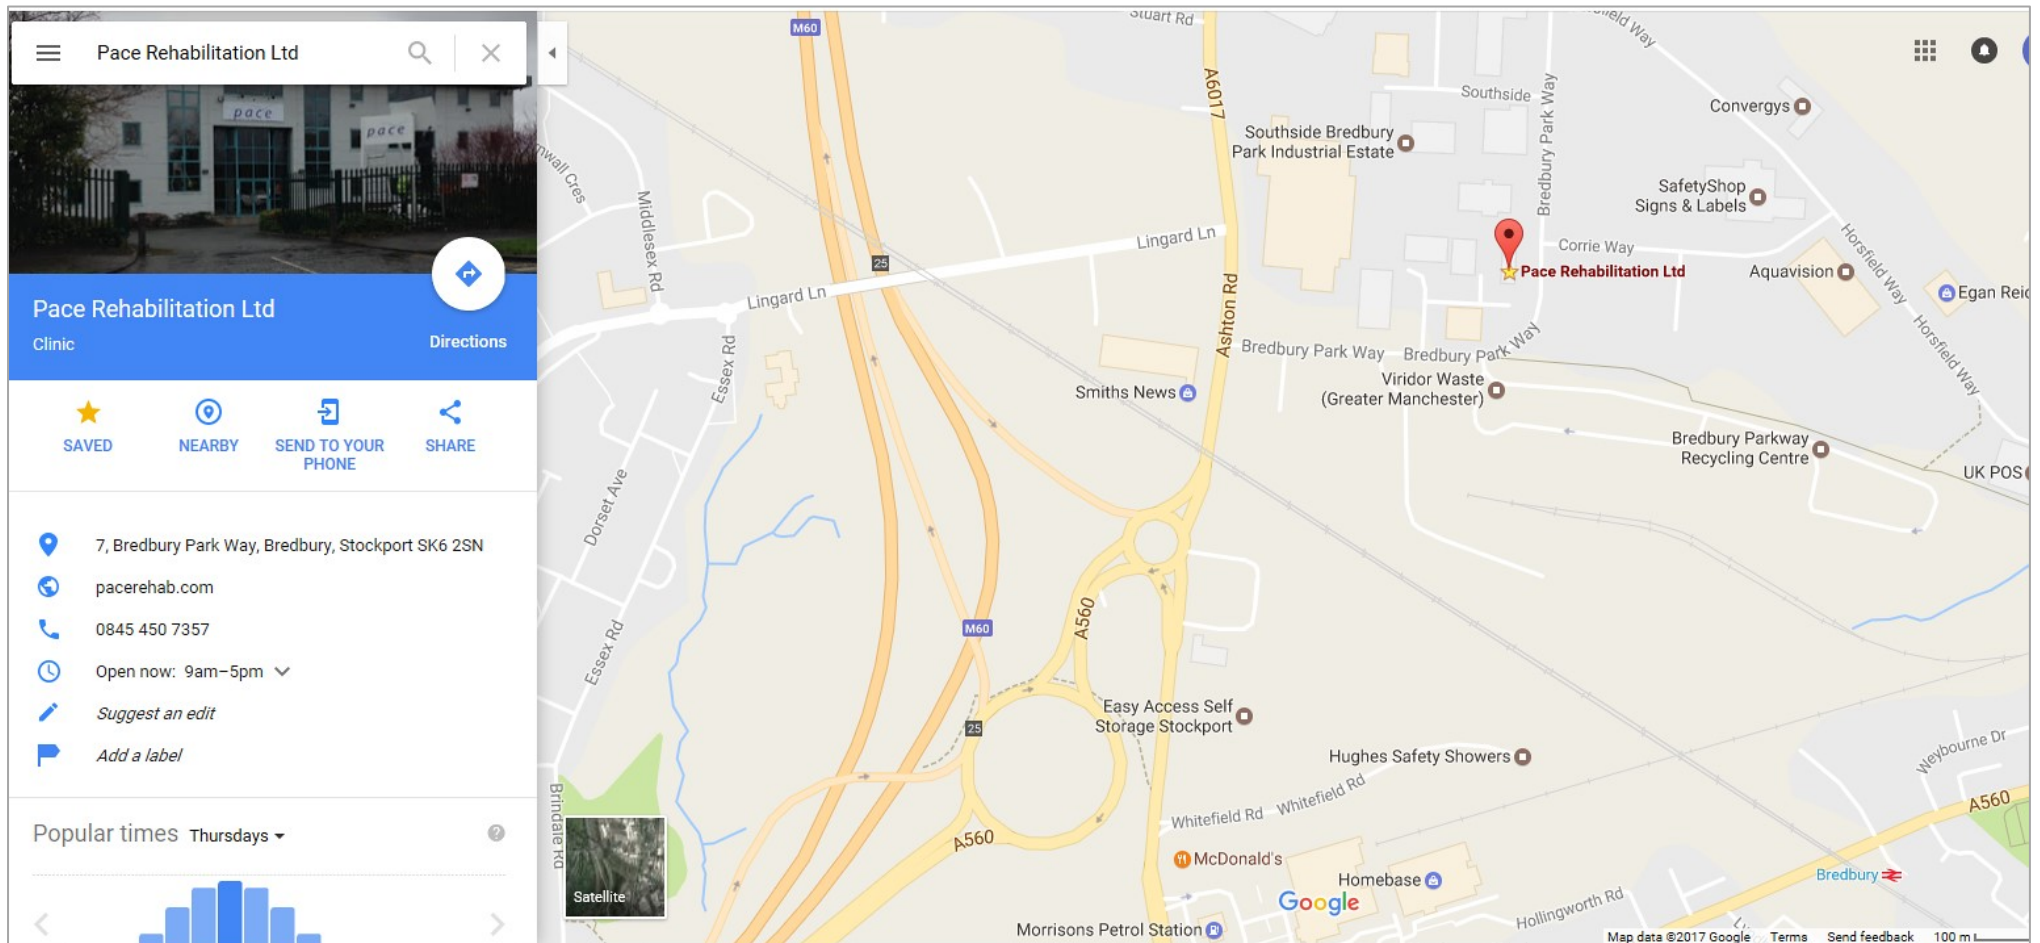 Pace Rehabilitation Ltd
pace
pace
Pace Rehabilitation Ltd
Clinic
Directions
SAVED
NEARBY
SEND TO YOUR
PHONE
SHARE
7, Bredbury Park Way, Bredbury, Stockport SK6 2SN
pacerehab.com
0845 450 7357
Open now: 9am–5pm
Suggest an edit
Add a label
Popular times Thursdays
Satellite
M60
Stuart Rd
A6017
Southside
Bredbury Park Way
Convergys
Southside Bredbury
Park Industrial Estate
SafetyShop
Signs & Labels
Middlesex Rd
Lingard Ln
Corrie Way
Horsfield Way
25
Pace Rehabilitation Ltd
Aquavision
Lingard Ln
Egan Reid
Ashton Rd
Essex Rd
Bredbury Park Way
Bredbury Park Way
Horsfield Way
Smiths News
Viridor Waste
(Greater Manchester)
Bredbury Parkway
Recycling Centre
UK POS
Dorset Ave
A560
M60
Essex Rd
Easy Access Self
Storage Stockport
25
Hughes Safety Showers
Weybourne Dr
Brindale Rd
Whitefield Rd
Whitefield Rd
A560
A560
McDonald's
Homebase
Bredbury
Google
Hollingworth Rd
Morrisons Petrol Station
Map data ©2017 Google Terms Send feedback 100 m